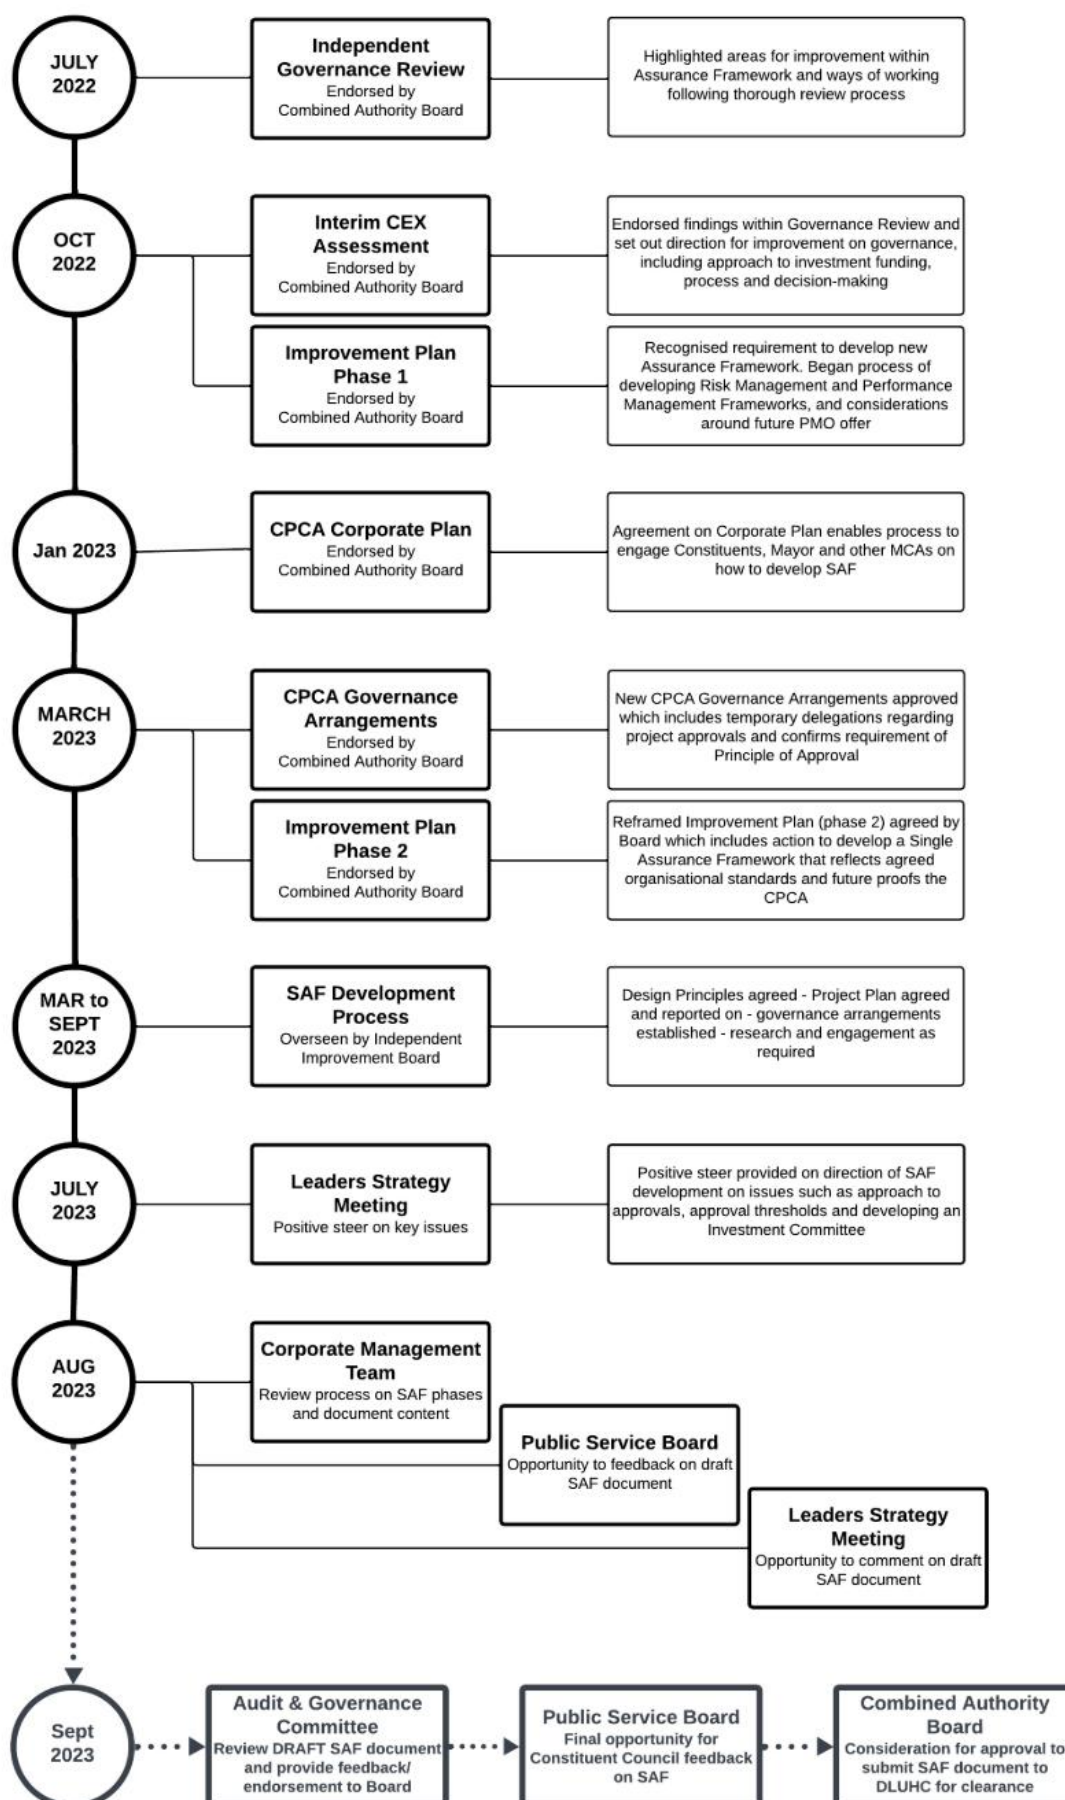 JULY
2022
Independent
Governance Review
Endorsed by
Combined Authority Board
Highlighted areas for improvement within
Assurance Framework and ways of working
following thorough review process
OCT
2022
Interim CEX
Assessment
Endorsed by
Combined Authority Board
Endorsed findings within Governance Review and
set out direction for improvement on governance,
including approach to investment funding,
process and decision-making
Improvement Plan
Phase 1
Endorsed by
Combined Authority Board
Recognised requirement to develop new
Assurance Framework. Began process of
developing Risk Management and Performance
Management Frameworks, and considerations
around future PMO offer
Jan 2023
CPCA Corporate Plan
Endorsed by
Combined Authority Board
Agreement on Corporate Plan enables process to
engage Constituents, Mayor and other MCAs on
how to develop SAF
MARCH
2023
CPCA Governance
Arrangements
Endorsed by
Combined Authority Board
New CPCA Governance Arrangements approved
which includes temporary delegations regarding
project approvals and confirms requirement of
Principle of Approval
Improvement Plan
Phase 2
Endorsed by
Combined Authority Board
Reframed Improvement Plan (phase 2) agreed by
Board which includes action to develop a Single
Assurance Framework that reflects agreed
organisational standards and future proofs the
CPCA
MAR to
SEPT
2023
SAF Development
Process
Overseen by Independent
Improvement Board
Design Principles agreed - Project Plan agreed
and reported on - governance arrangements
established - research and engagement as
required
JULY
2023
Leaders Strategy
Meeting
Positive steer on key issues
Positive steer provided on direction of SAF
development on issues such as approach to
approvals, approval thresholds and developing an
Investment Committee
AUG
2023
Corporate Management
Team
Review process on SAF phases
and document content
Public Service Board
Opportunity to feedback on draft
SAF document
Leaders Strategy
Meeting
Opportunity to comment on draft
SAF document
Sept
2023
Audit & Governance
Committee
Review DRAFT SAF document
and provide feedback/
endorsement to Board
Public Service Board
Final opportunity for
Constituent Council feedback
on SAF
Combined Authority
Board
Consideration for approval to
submit SAF document to
DLUHC for clearance